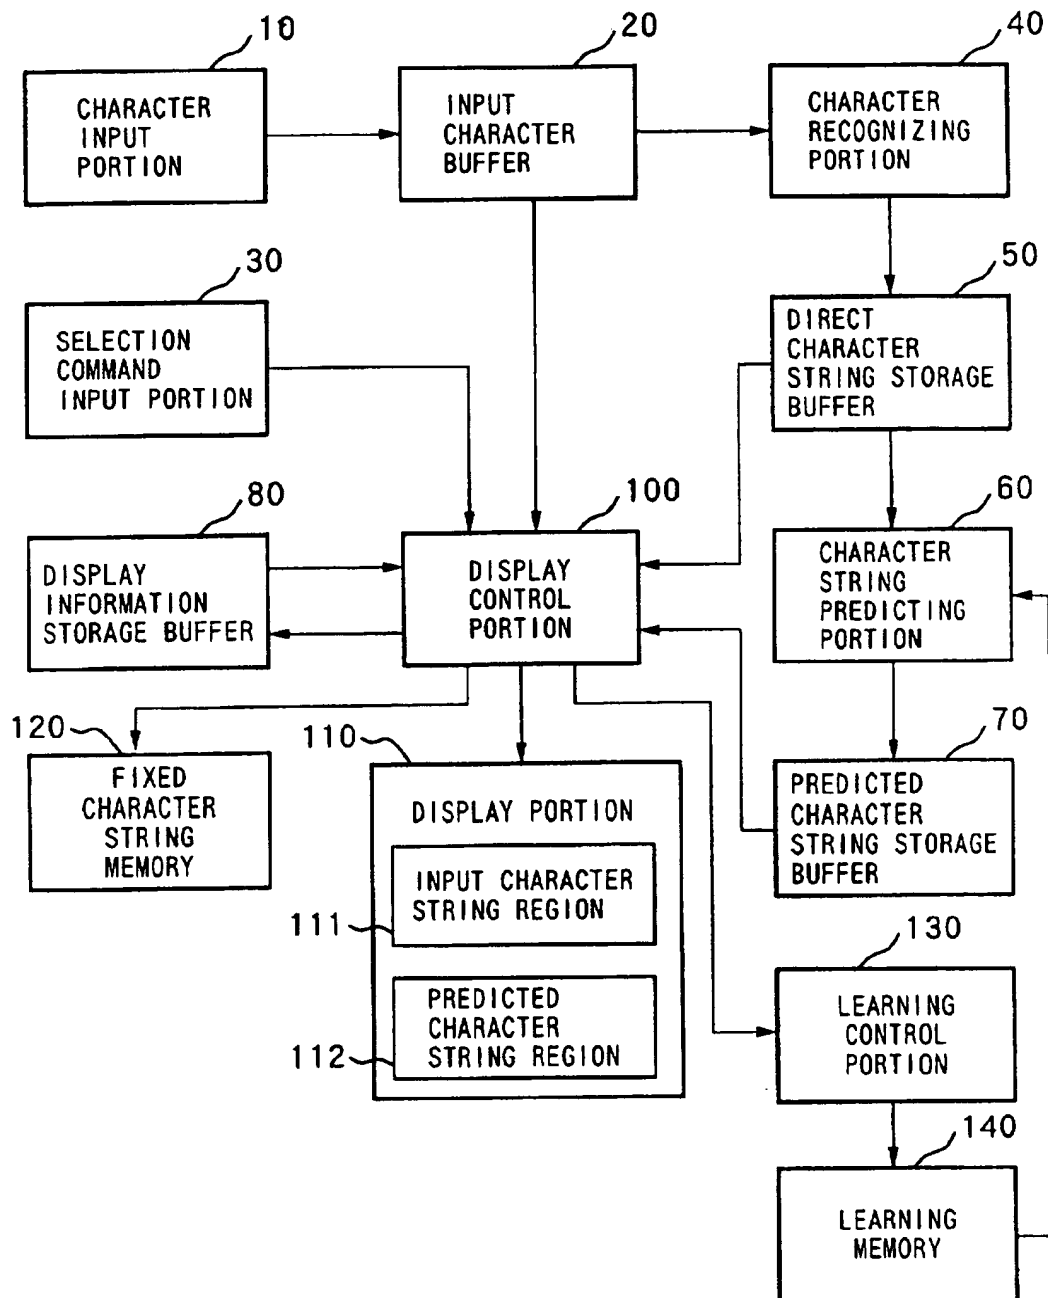 10
20
40
CHARACTER
INPUT
PORTION
INPUT
CHARACTER
BUFFER
CHARACTER
RECOGNIZING
PORTION
30
50
SELECTION
COMMAND
INPUT PORTION
DIRECT
CHARACTER
STRING STORAGE
BUFFER
80
100
60
DISPLAY
INFORMATION
STORAGE BUFFER
DISPLAY
CONTROL
PORTION
CHARACTER
STRING
PREDICTING
PORTION
120
110
70
FIXED
CHARACTER
STRING
MEMORY
DISPLAY PORTION
INPUT CHARACTER
STRING REGION
111
PREDICTED
CHARACTER
STRING REGION
112
PREDICTED
CHARACTER
STRING STORAGE
BUFFER
130
LEARNING
CONTROL
PORTION
140
LEARNING
MEMORY